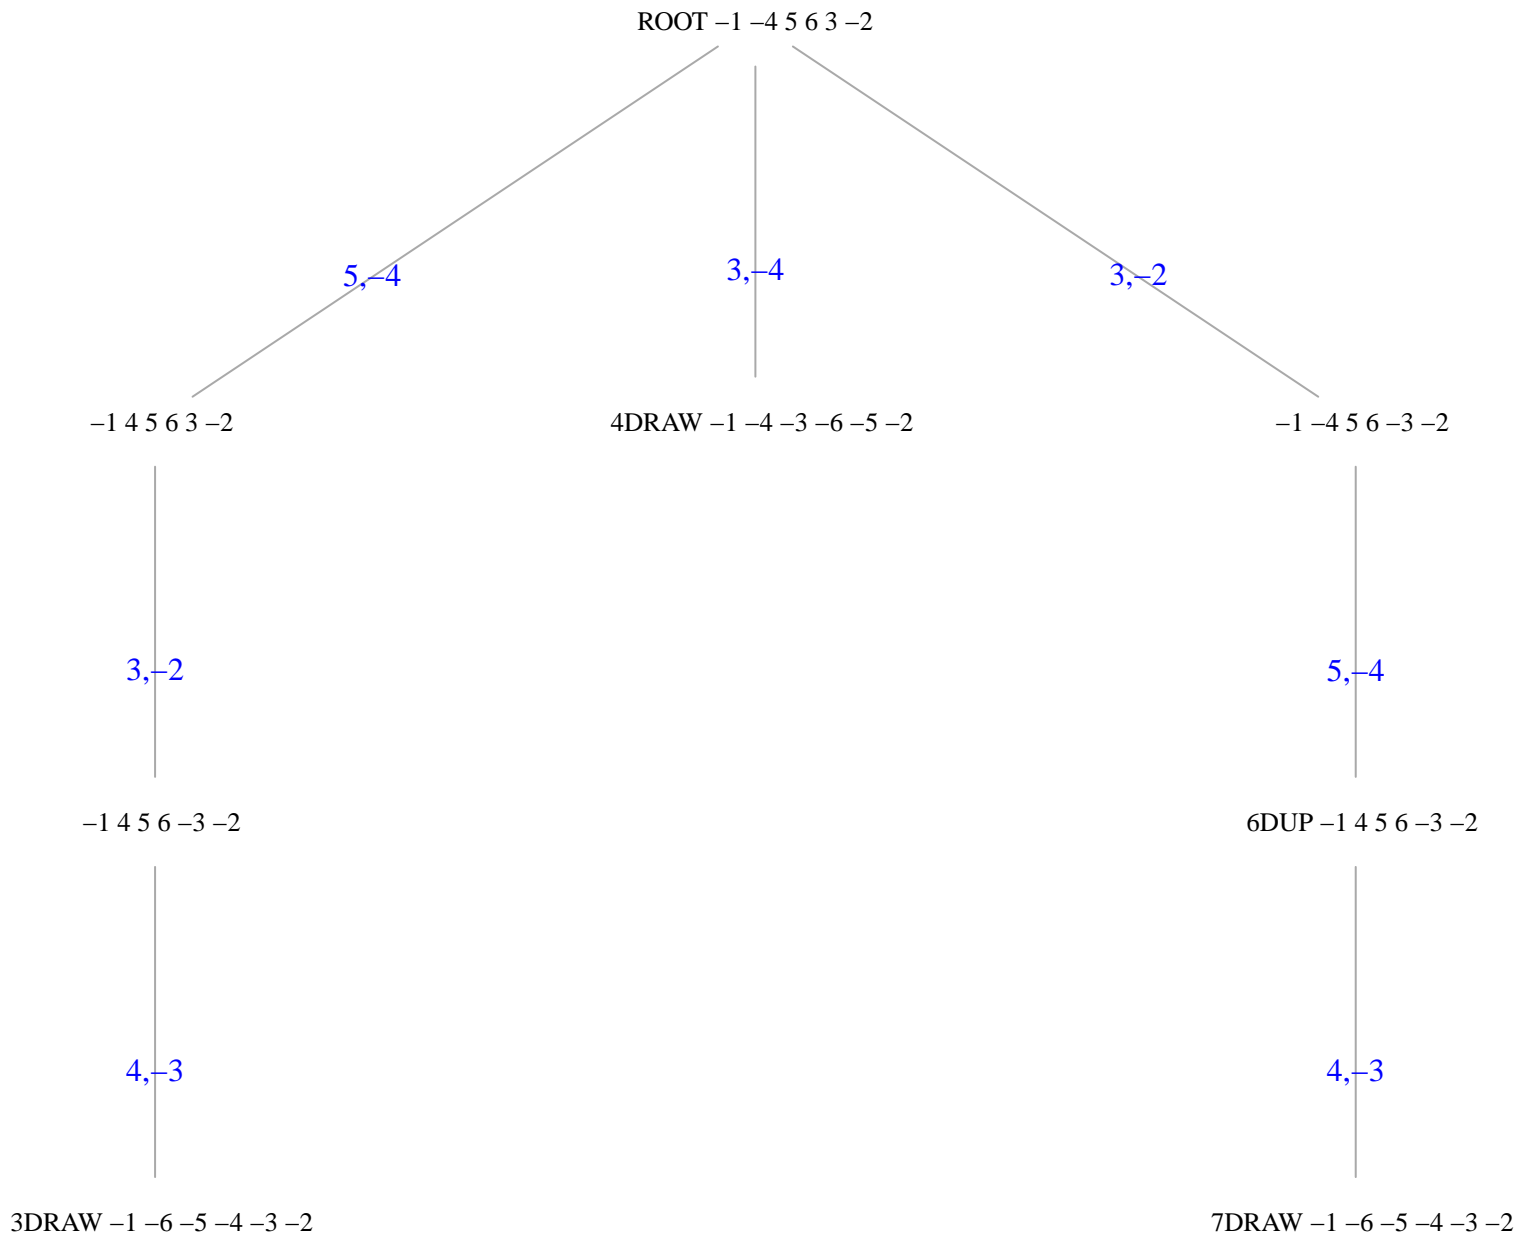 ROOT –1 –4 5 6 3 –2
5,–4
3,–4
3,–2
–1 4 5 6 3 –2
4DRAW –1 –4 –3 –6 –5 –2
–1 –4 5 6 –3 –2
3,–2
5,–4
–1 4 5 6 –3 –2
6DUP –1 4 5 6 –3 –2
4,–3
4,–3
3DRAW –1 –6 –5 –4 –3 –2
7DRAW –1 –6 –5 –4 –3 –2